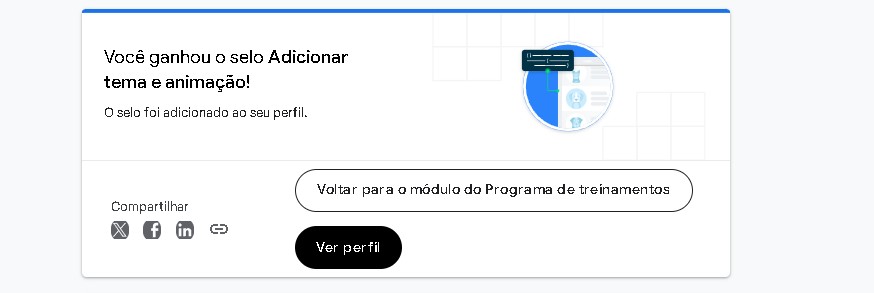 Você ganhou o selo Adicionar
tema e animação!
O selo foi adicionado ao seu perfil.
Compartilhar
Voltar para o módulo do Programa de treinamentos
Ver perfil